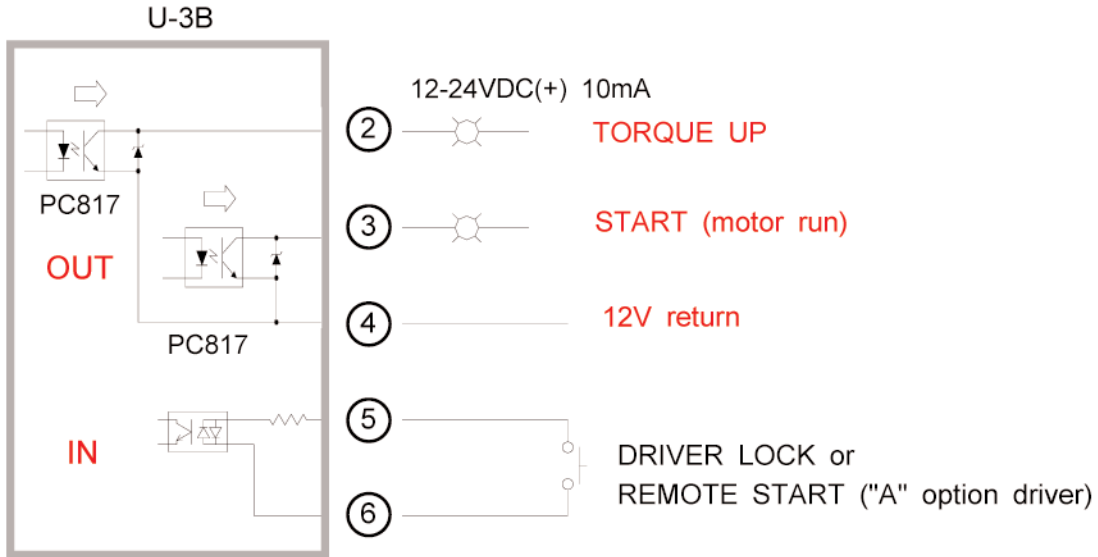 U-3B
12-24VDC(+) 10mA
2
TORQUE UP
PC817
3
START (motor run)
OUT
4
12V return
PC817
5
IN
DRIVER LOCK or
REMOTE START ("A" option driver)
6